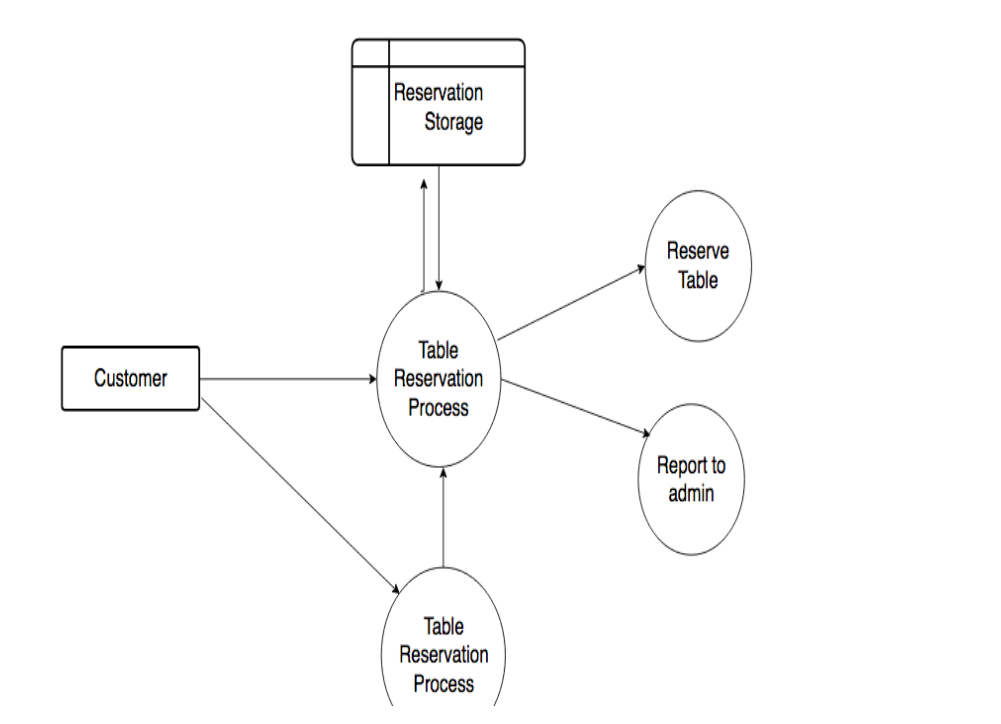 Reservation
Storage
Reserve
Table
Table
Reservation
Process
Customer
Report to
admin
Table
Reservation
Process